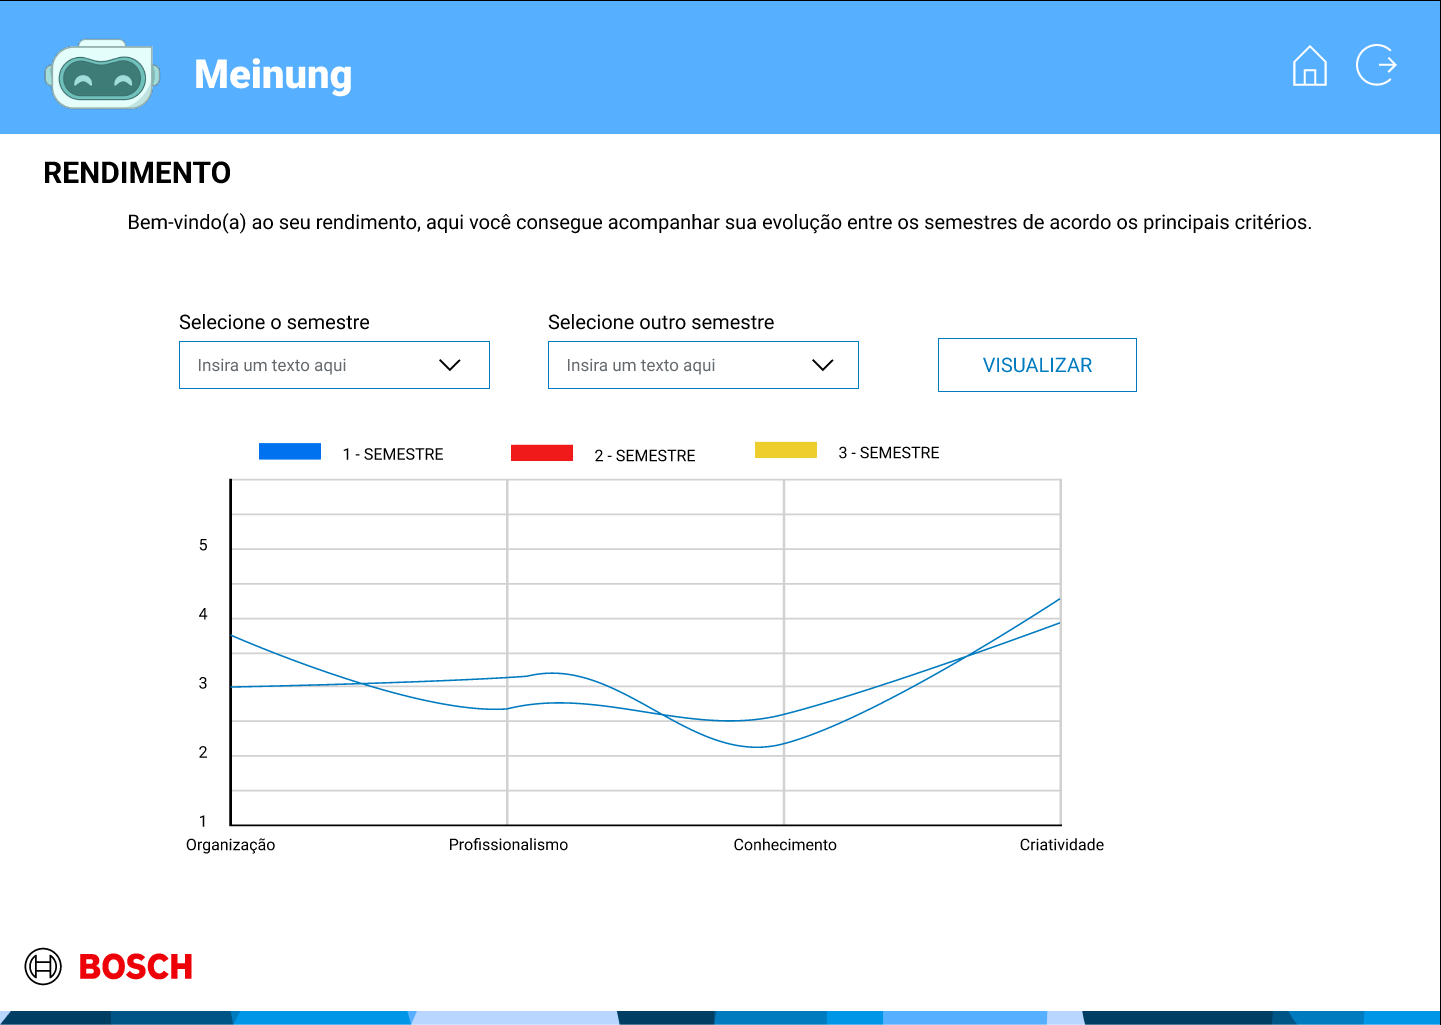 Meinung
RENDIMENTO
Bem-vindo(a) ao seu rendimento, aqui você consegue acompanhar sua evolução entre os semestres de acordo os principais critérios.
Selecione o semestre
Selecione outro semestre
Insira um texto aqui
Insira um texto aqui
VISUALIZAR
1 - SEMESTRE
2 - SEMESTRE
3 - SEMESTRE
5
4
3
2
1
Organização
Profissionalismo
Conhecimento
Criatividade
BOSCH